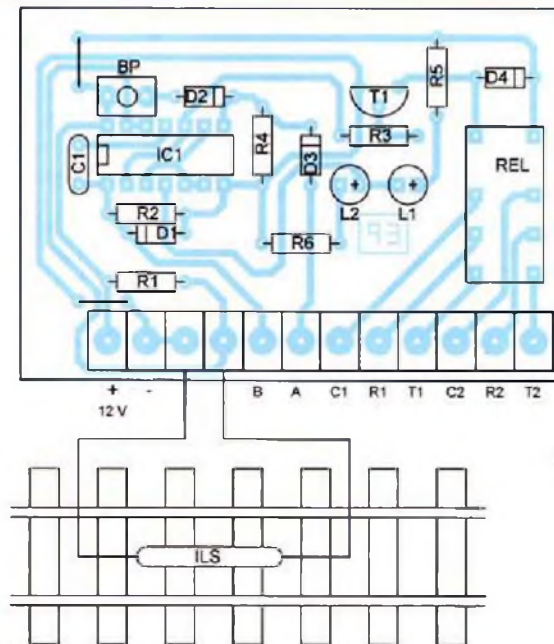 BP
D2
T1
R5
D4
C1
IC1
R4
D3
R3
REL
R2
D1
L2
L1
R6
R1
+ - B A C1 R1 T1 C2 R2 T2
12 V
ILS